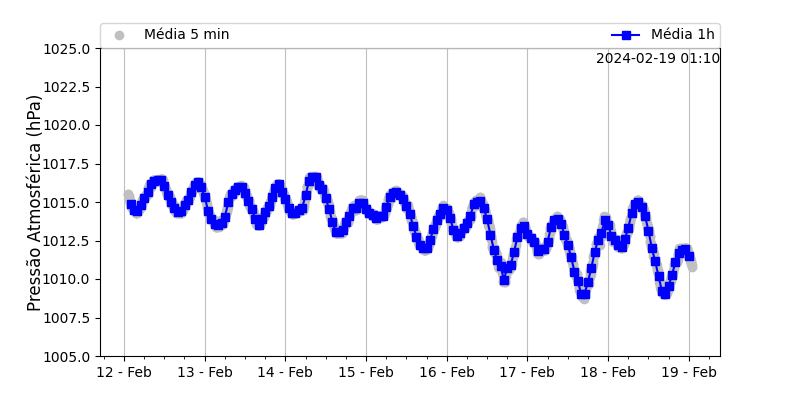 Média 5 min
Média 1h
2024-02-19 01:10
Pressão Atmosférica (hPa)
1025.0
1022.5
1020.0
1017.5
1015.0
1012.5
1010.0
1007.5
1005.0
12 - Feb
13 - Feb
14 - Feb
15 - Feb
16 - Feb
17 - Feb
18 - Feb
19 - Feb